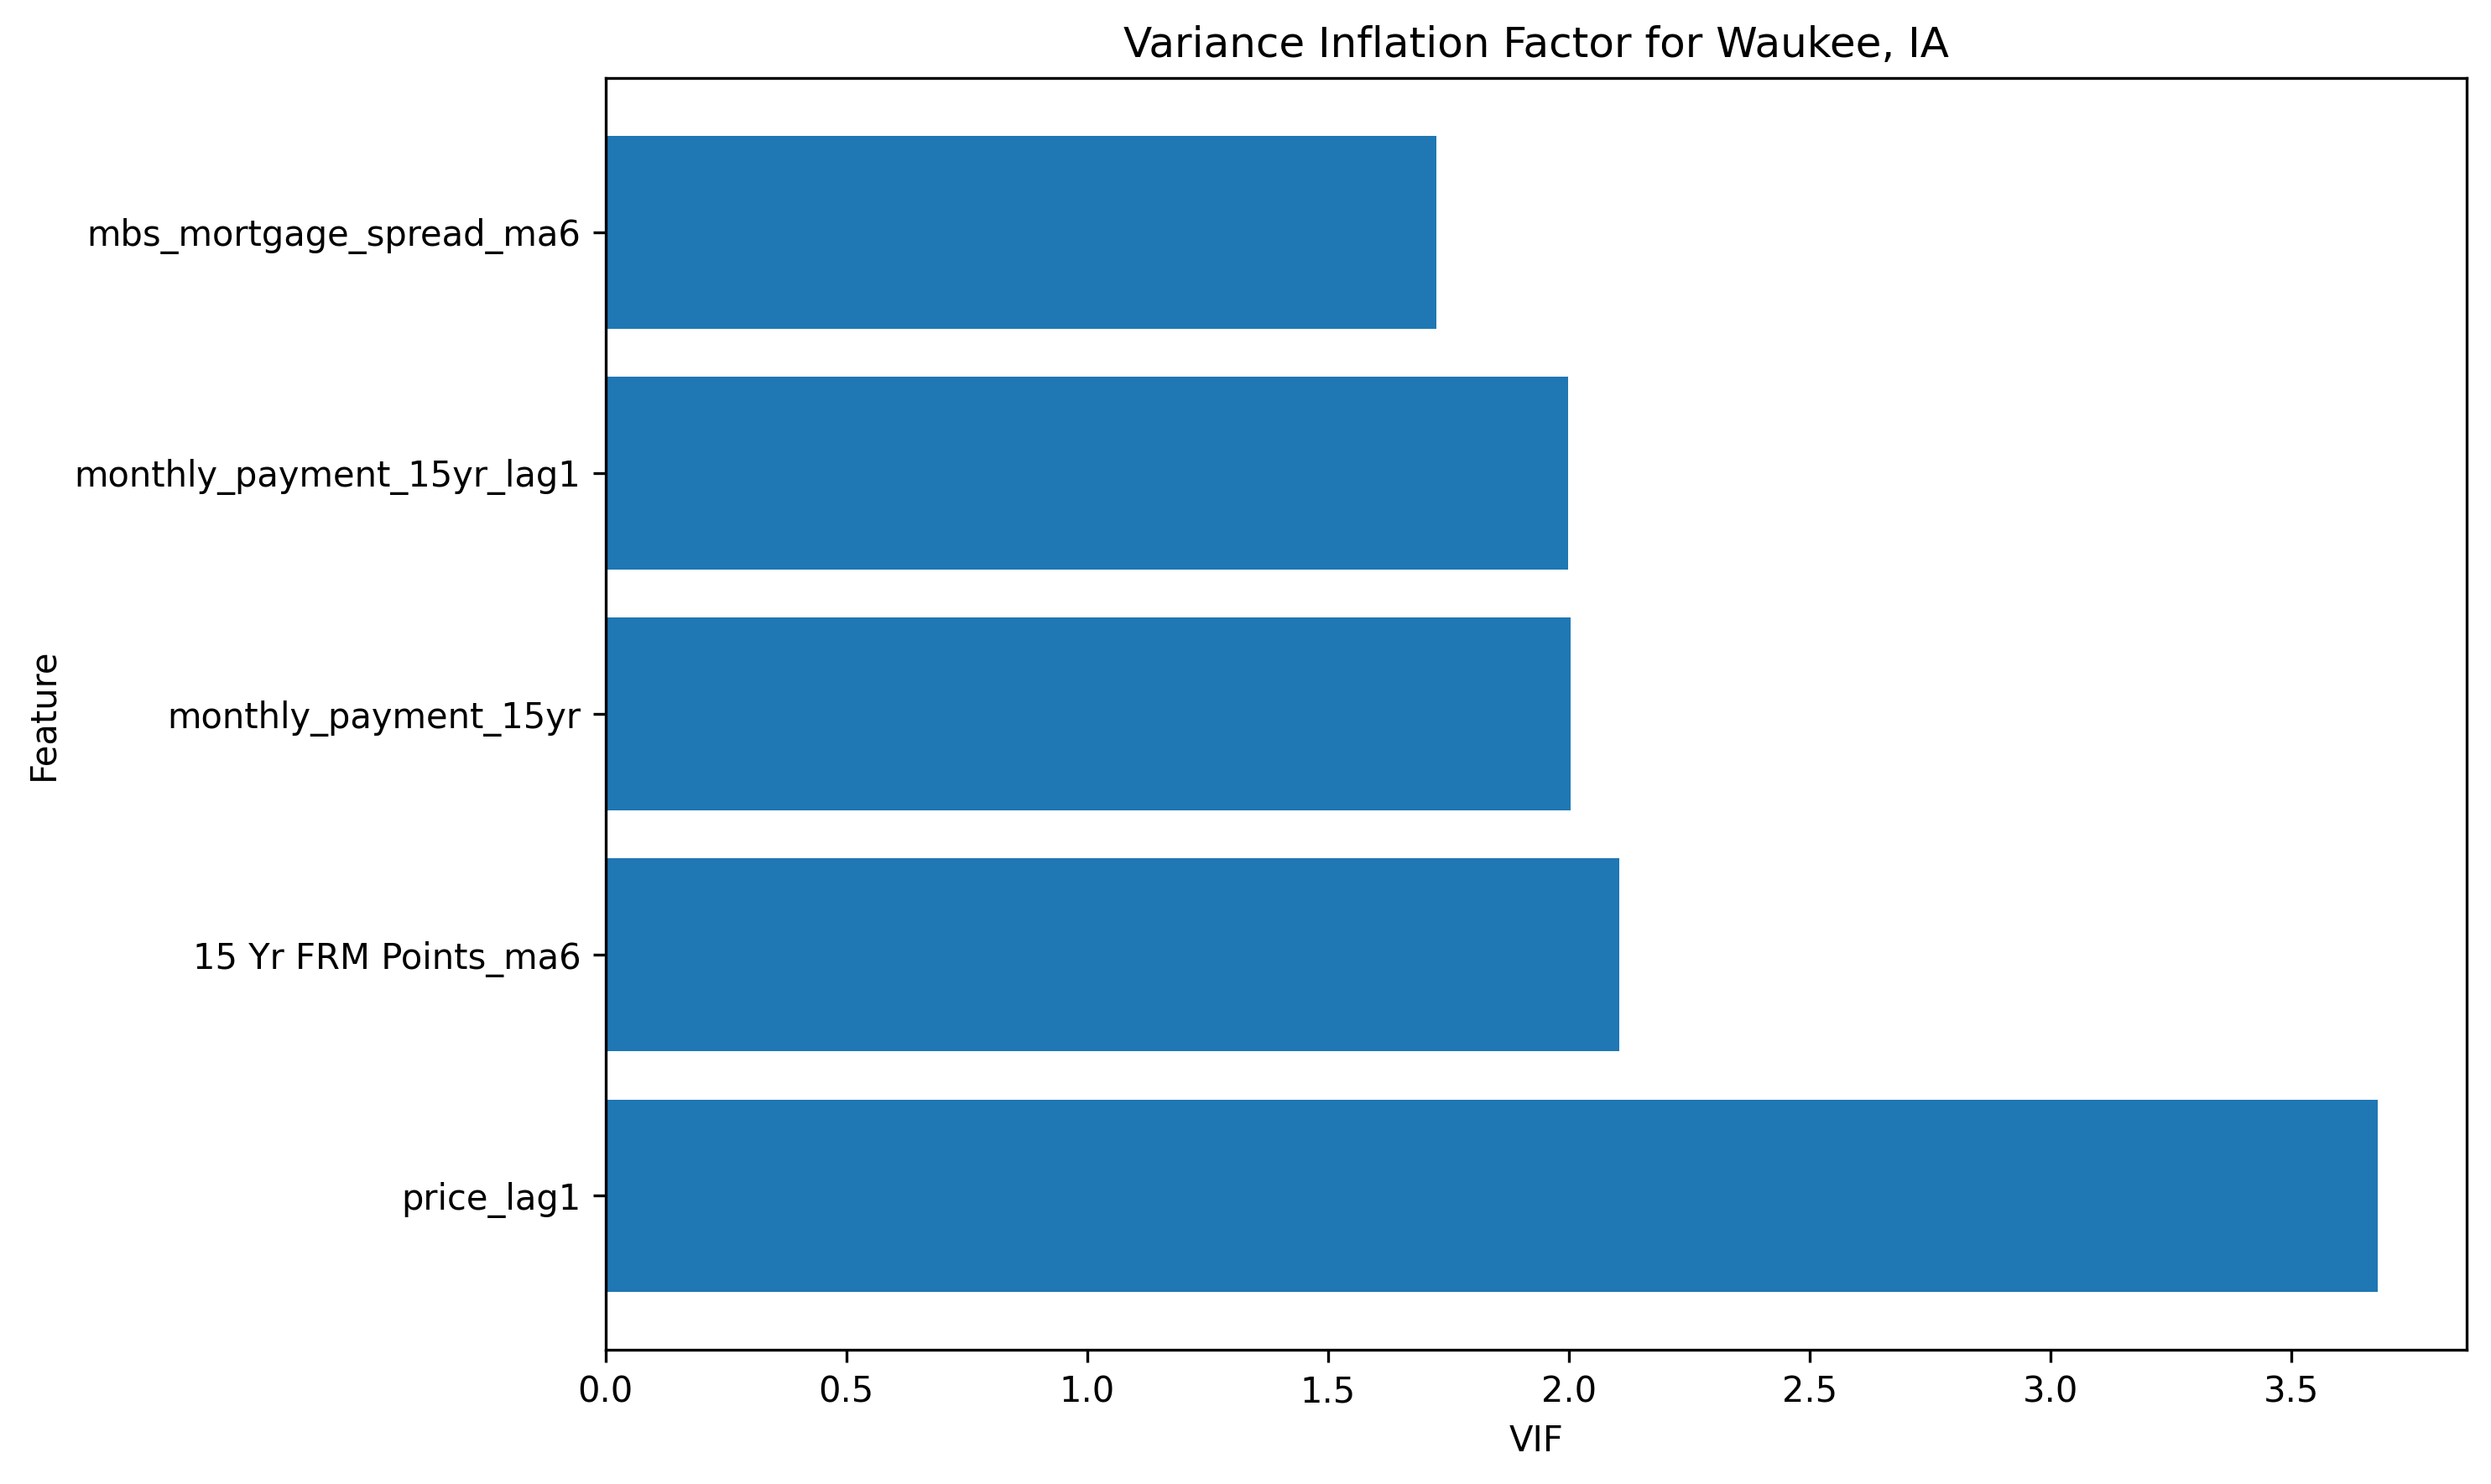 Variance Inflation Factor for Waukee, IA
Feature
mbs_mortgage_spread_ma6
monthly_payment_15yr_lag1
monthly_payment_15yr
15 Yr FRM Points_ma6
price_lag1
0.0 0.5 1.0 1.5 2.0 2.5 3.0 3.5
VIF